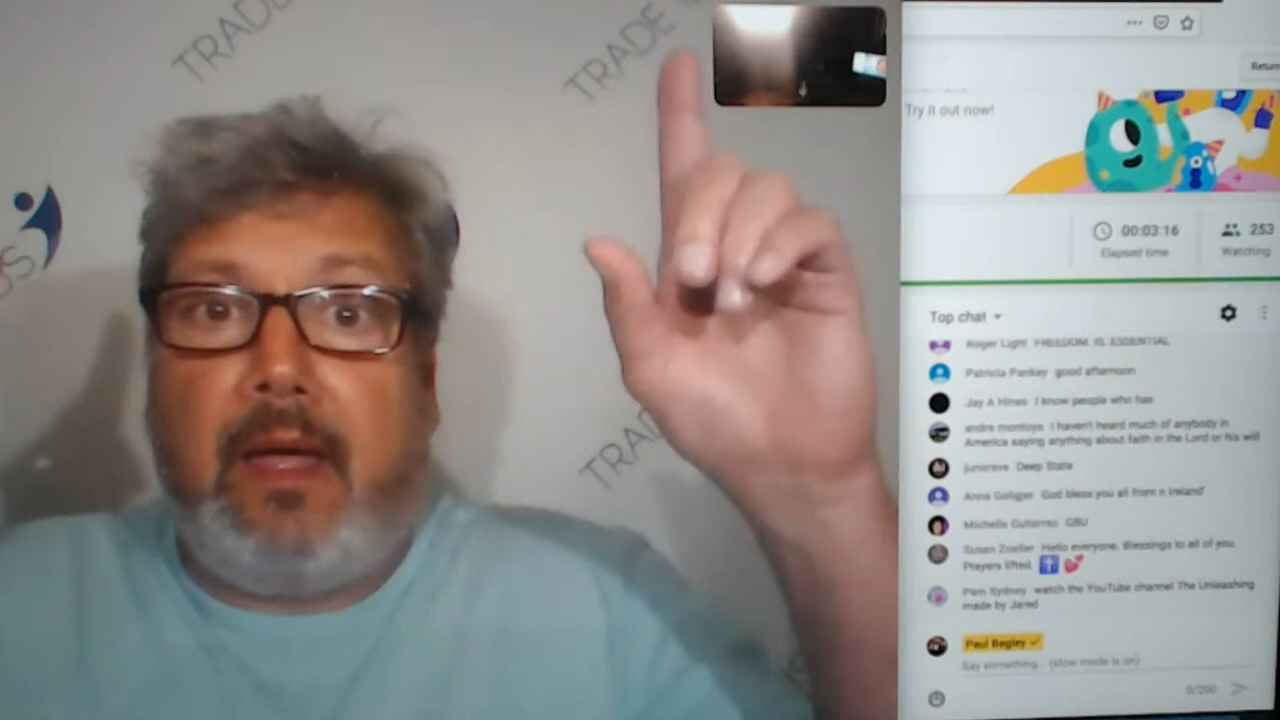 TRADE
TRADE
TRAD
OS
Return
Try it out now!
00:03:16
Elapsed time
253
Watching
Top chat
Roger Light FREEDOM. IS. ESSENTIAL
Patricia Pankey good afternoon
Jay A Hines I know people who has
andre montoya I haven't heard much of anybody in
America saying anything about faith in the Lord or his will
Deep State
Anna God bless you all from n Ireland
Michelle Gutierrez GBU
Susan Zoeller Hello everyone. Blessings to all of you.
Prayers lifted.
Pam Sydney watch the YouTube channel The Unleashing
made by Jared
Paul Begley
Say something... (slow mode is on)
0/200